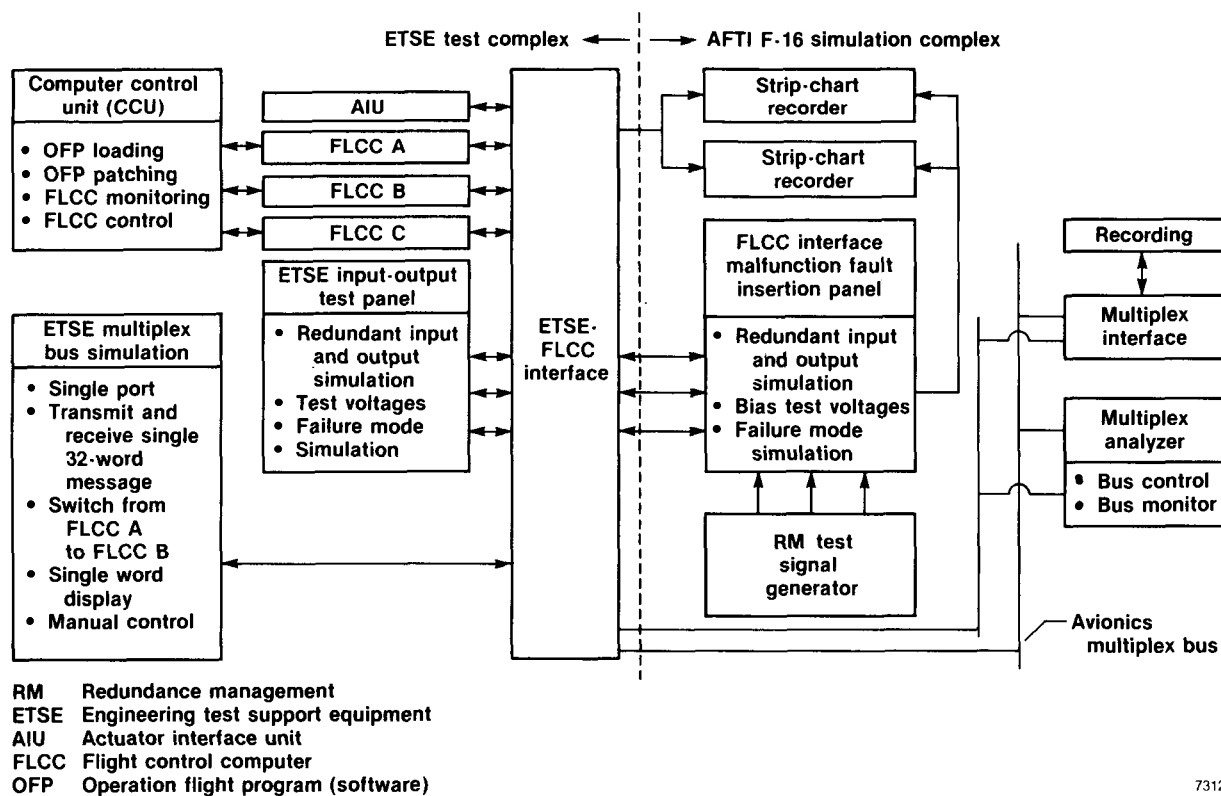 ETSE test complex
AFTI F-16 simulation complex
Computer control
unit (CCU)
• OFP loading
• OFP patching
• FLCC monitoring
• FLCC control
AIU
FLCC A
FLCC B
FLCC C
ETSE input-output
test panel
• Redundant input
and output
simulation
• Test voltages
• Failure mode
• Simulation
ETSE multiplex
bus simulation
• Single port
• Transmit and
receive single
32-word
message
• Switch from
FLCC A
to FLCC B
• Single word
display
• Manual control
ETSE-
FLCC
interface
Strip-chart
recorder
Strip-chart
recorder
FLCC interface
malfunction fault
insertion panel
• Redundant input
and output
simulation
• Bias test voltages
• Failure mode
simulation
RM test
signal
generator
Recording
Multiplex
interface
Multiplex
analyzer
• Bus control
• Bus monitor
Avionics
multiplex bus
RM Redundance management
ETSE Engineering test support equipment
AIU Actuator interface unit
FLCC Flight control computer
OFP Operation flight program (software)
7312